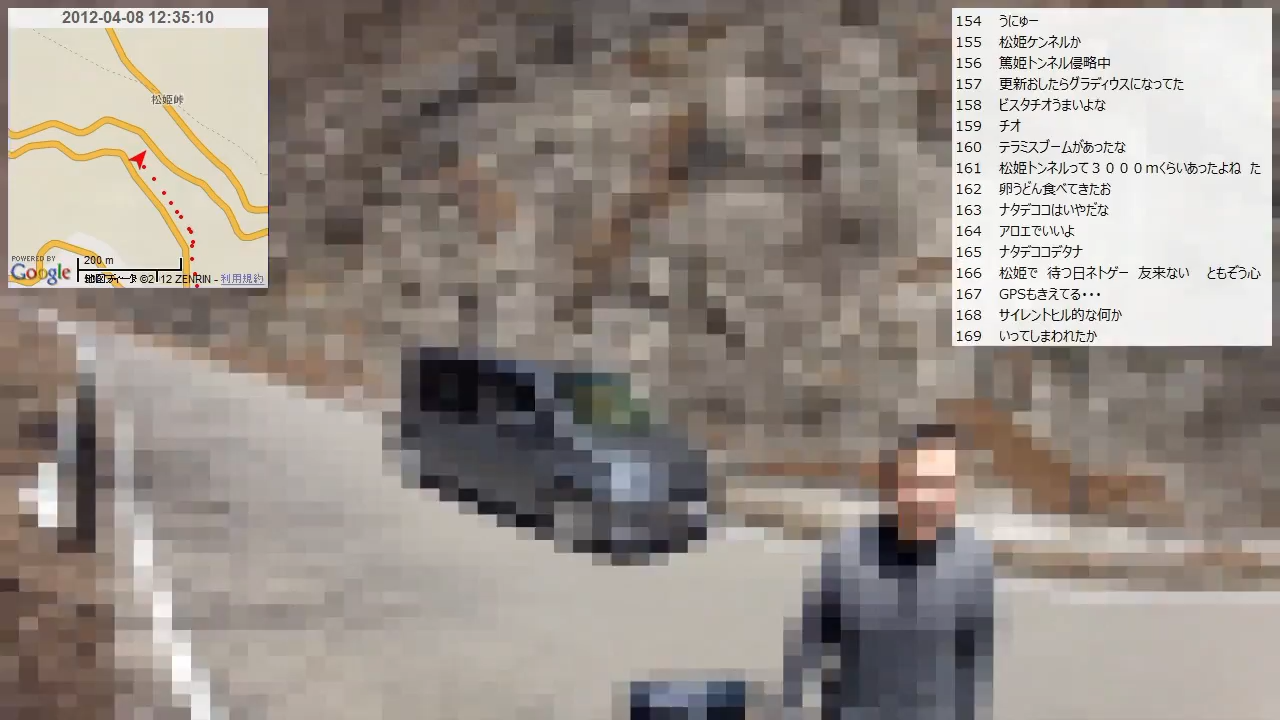 2012-04-08 12:35:10
松姫峠
POWERED BY
Google
200 m
地図データ ©2012 ZENRIN - 利用規約
154 うにゅー
155 松姫ケンネルか
156 篤姫トンネル侵略中
157 更新おしたらグラディウスになってた
158 ビスタチオうまいよな
159 チオ
160 テラミスブームがあったな
161 松姫トンネルって３０００ｍくらいあったよね た
162 卵うどん食べてきたお
163 ナタデココはいやだな
164 アロエでいいよ
165 ナタデココデタナ
166 松姫で 待つ日ネトゲー 友来ない ともぞう心
167 GPSもきえてる・・・
168 サイレントヒル的な何か
169 いってしまわれたか